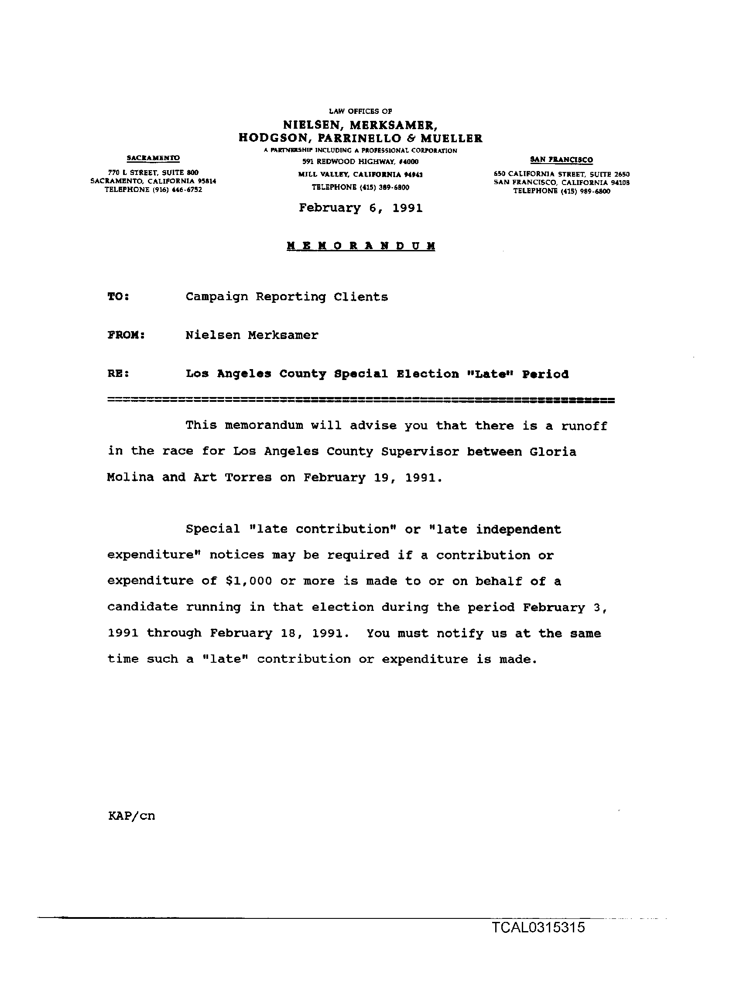 LAW OFFICES OF
NIELSEN, MERKSAMER,
HODGSON, PARRINELLO & MUELLER
A PARTNERSHIP INCLUDING A PROFESSIONAL CORPORATION
591 REDWOOD HIGHWAY, #4000
MILL VALLEY, CALIFORNIA 94941
TELEPHONE (415) 389-6800
SACRAMENTO
770 L STREET, SUITE 800
SACRAMENTO, CALIFORNIA 95814
TELEPHONE (916) 446-6752
SAN FRANCISCO
650 CALIFORNIA STREET, SUITE 2650
SAN FRANCISCO, CALIFORNIA 94108
TELEPHONE (415) 989-6800
February 6, 1991
MEMORANDUM
TO: Campaign Reporting Clients
FROM: Nielsen Merksamer
RE: Los Angeles County Special Election "Late" Period
This memorandum will advise you that there is a runoff
in the race for Los Angeles County Supervisor between Gloria
Molina and Art Torres on February 19, 1991.
Special "late contribution" or "late independent
expenditure" notices may be required if a contribution or
expenditure of $1,000 or more is made to or on behalf of a
candidate running in that election during the period February 3,
1991 through February 18, 1991. You must notify us at the same
time such a "late" contribution or expenditure is made.
KAP/cn
TCAL0315315